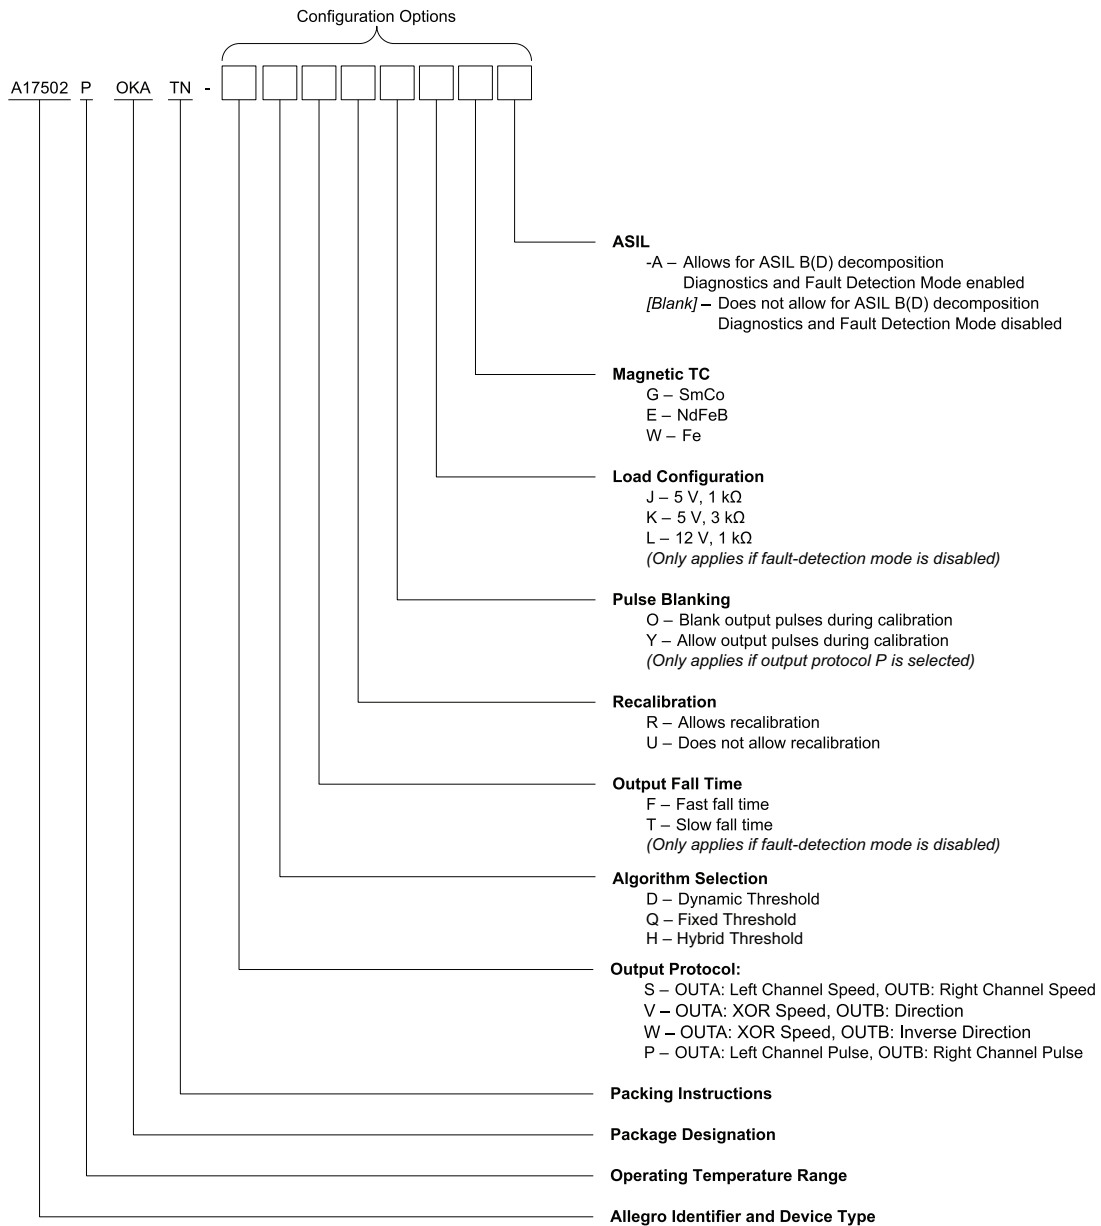 Configuration Options
A17502 P OKA TN -
ASIL
-A – Allows for ASIL B(D) decomposition
Diagnostics and Fault Detection Mode enabled
[Blank] – Does not allow for ASIL B(D) decomposition
Diagnostics and Fault Detection Mode disabled
Magnetic TC
G – SmCo
E – NdFeB
W – Fe
Load Configuration
J – 5 V, 1 kΩ
K – 5 V, 3 kΩ
L – 12 V, 1 kΩ
(Only applies if fault-detection mode is disabled)
Pulse Blanking
O – Blank output pulses during calibration
Y – Allow output pulses during calibration
(Only applies if output protocol P is selected)
Recalibration
R – Allows recalibration
U – Does not allow recalibration
Output Fall Time
F – Fast fall time
T – Slow fall time
(Only applies if fault-detection mode is disabled)
Algorithm Selection
D – Dynamic Threshold
Q – Fixed Threshold
H – Hybrid Threshold
Output Protocol:
S – OUTA: Left Channel Speed, OUTB: Right Channel Speed
V – OUTA: XOR Speed, OUTB: Direction
W – OUTA: XOR Speed, OUTB: Inverse Direction
P – OUTA: Left Channel Pulse, OUTB: Right Channel Pulse
Packing Instructions
Package Designation
Operating Temperature Range
Allegro Identifier and Device Type